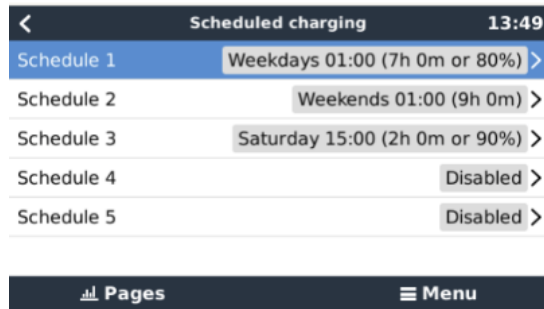 Scheduled charging 13:49
Schedule 1 Weekdays 01:00 (7h 0m or 80%)
Schedule 2 Weekends 01:00 (9h 0m)
Schedule 3 Saturday 15:00 (2h 0m or 90%)
Schedule 4 Disabled
Schedule 5 Disabled
Pages Menu